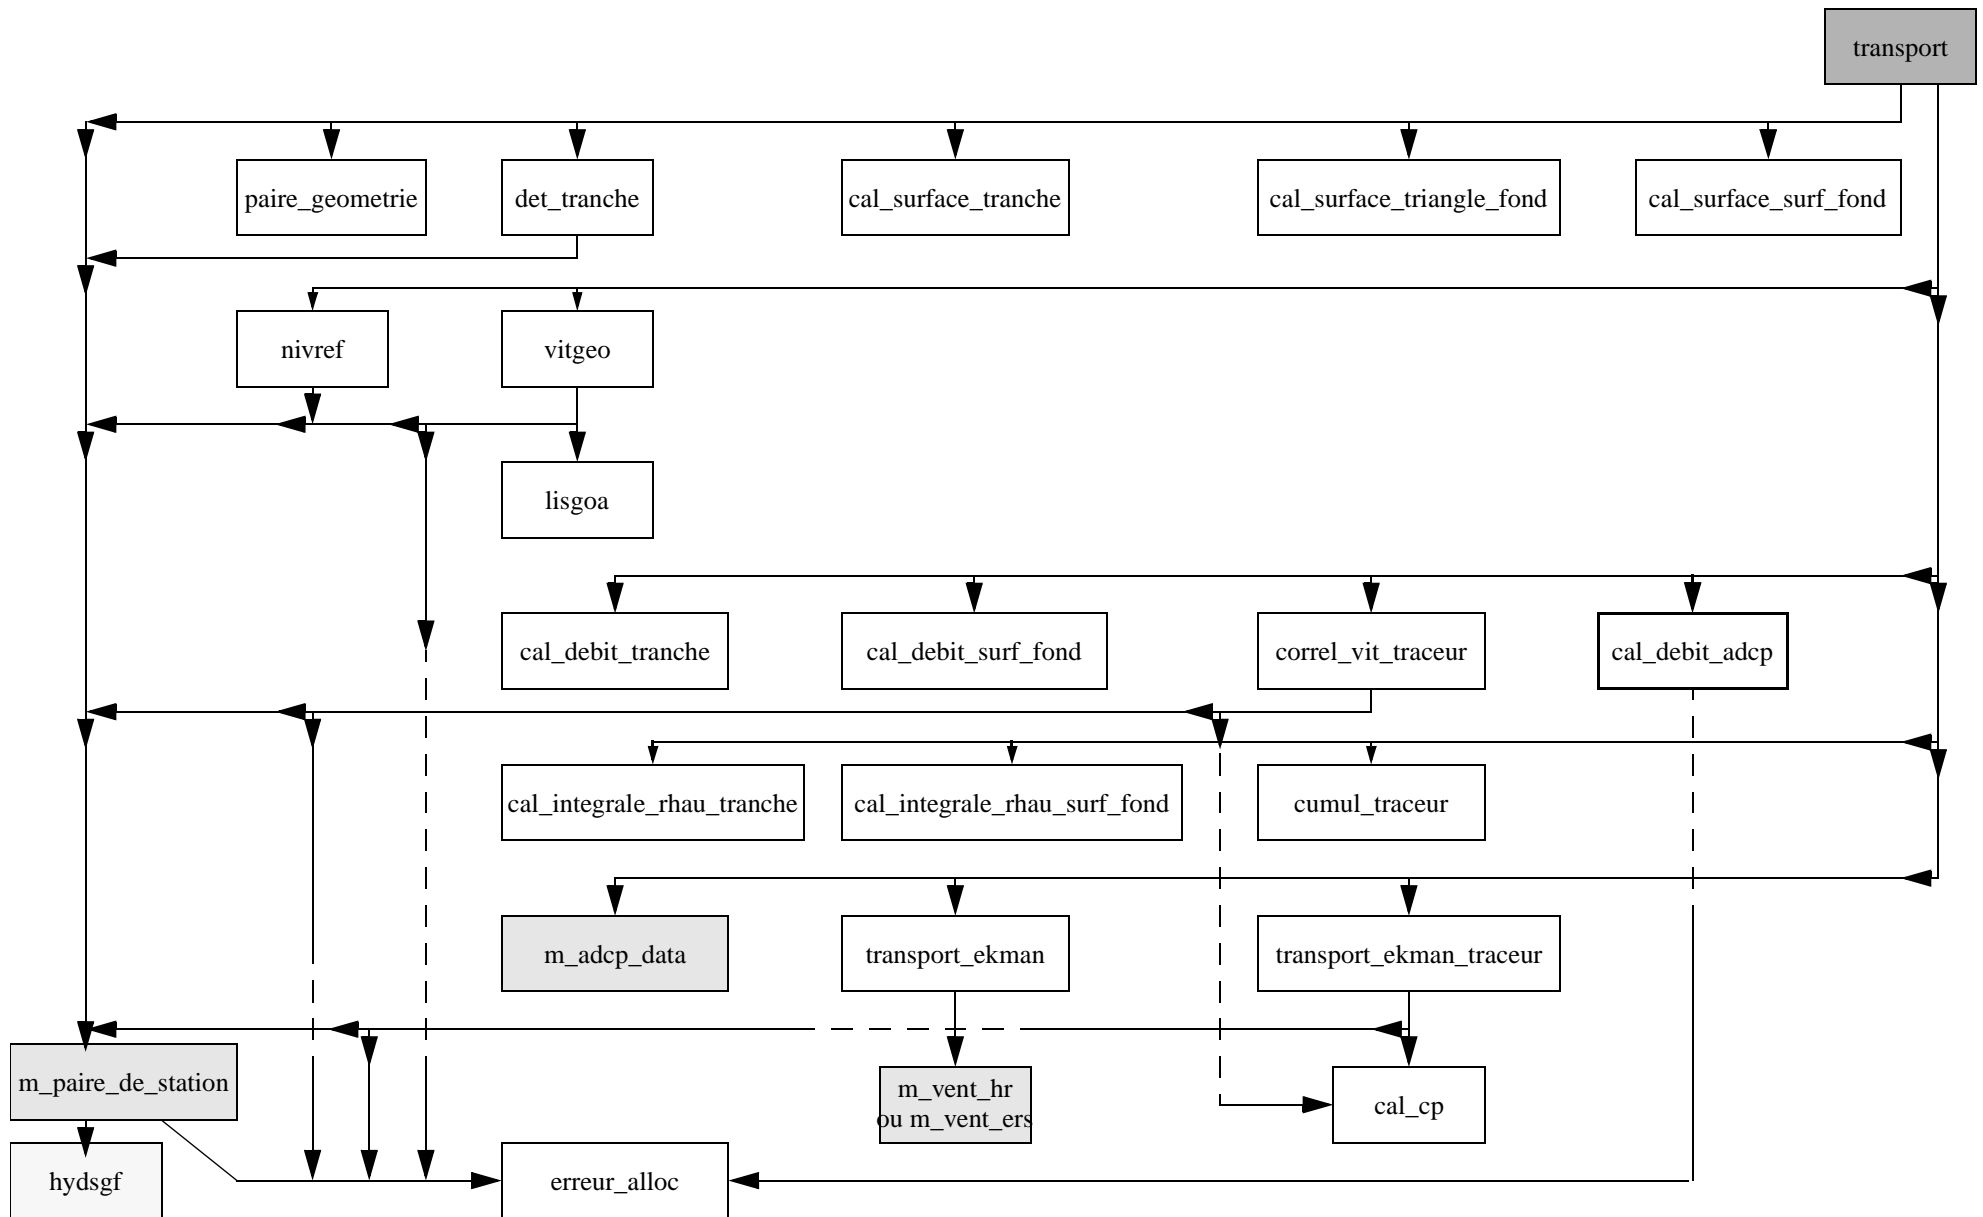 transport
paire_geometrie
det_tranche
cal_surface_tranche
cal_surface_triangle_fond
cal_surface_surf_fond
nivref
vitgeo
lisgoa
cal_debit_tranche
cal_debit_surf_fond
correl_vit_traceur
cal_debit_adcp
cal_integrale_rhau_tranche
cal_integrale_rhau_surf_fond
cumul_traceur
m_adcp_data
transport_ekman
transport_ekman_traceur
m_paire_de_station
m_vent_hr
ou m_vent_ers
cal_cp
hydsgf
erreur_alloc